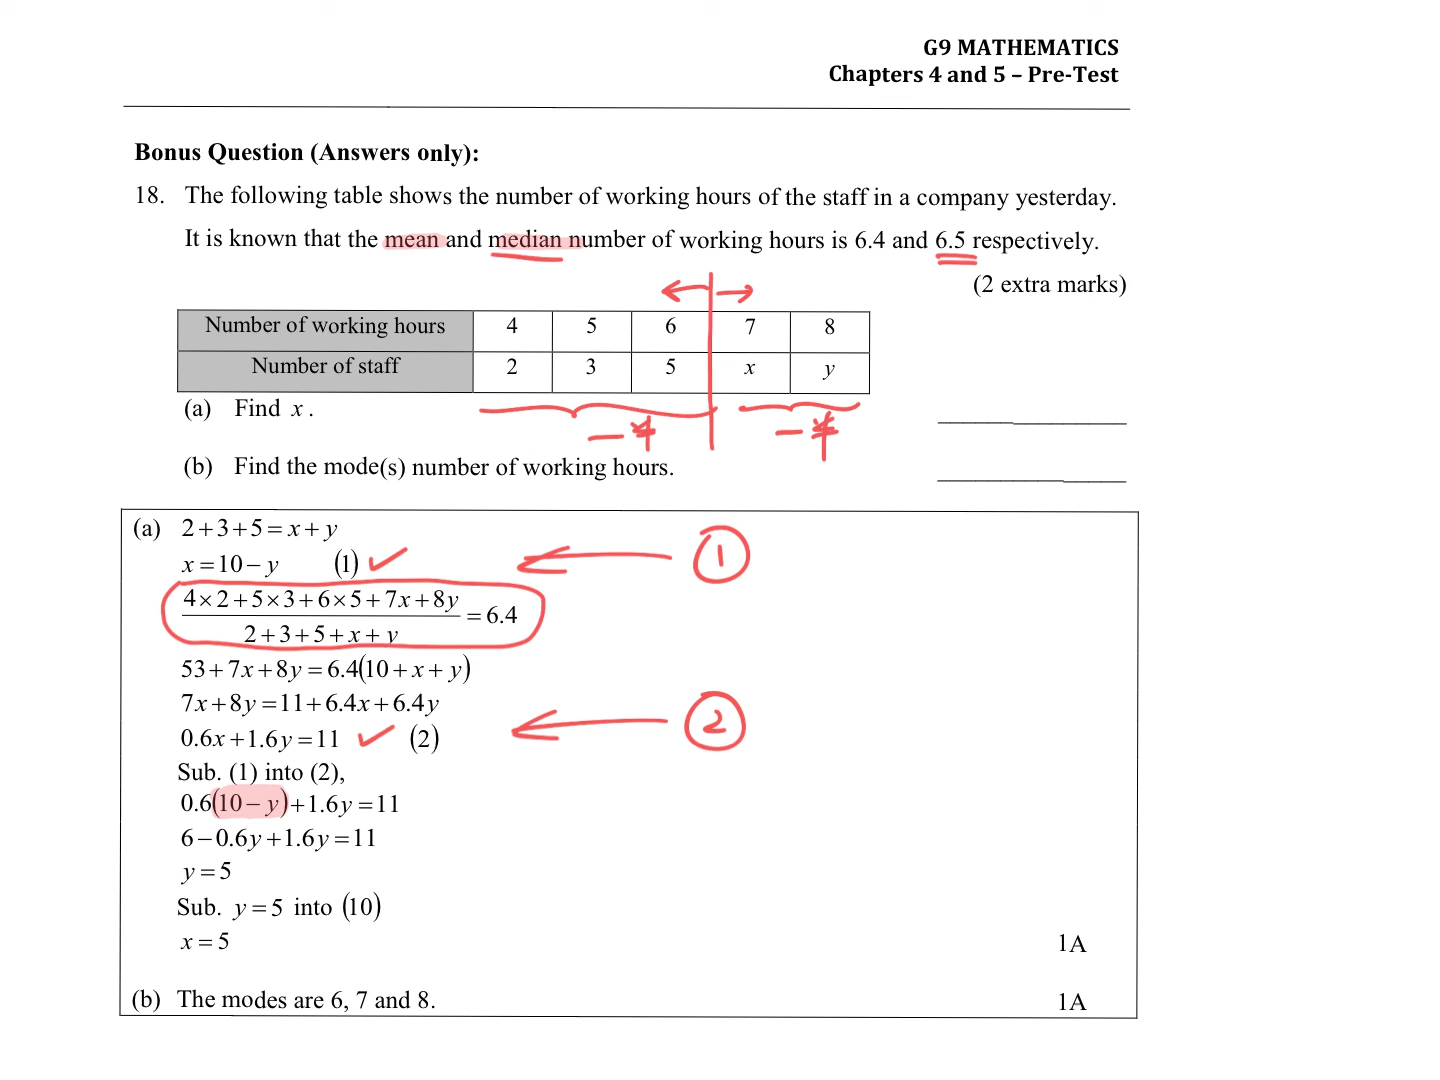 G9 MATHEMATICS
Chapters 4 and 5 – Pre-Test
Bonus Question (Answers only):
18. The following table shows the number of working hours of the staff in a company yesterday.
It is known that the mean and median number of working hours is 6.4 and 6.5 respectively.
(2 extra marks)
Number of working hours 4 5 6 7 8
Number of staff 2 3 5 x y
(a) Find x.
(b) Find the mode(s) number of working hours.
(a) 2+3+5=x+y
x=10−y (1) ✓ ← ①
(4×2+5×3+6×5+7x+8y)/(2+3+5+x+y) = 6.4
53+7x+8y=6.4(10+x+y)
7x+8y=11+6.4x+6.4y
0.6x+1.6y=11 ✓ (2) ← ②
Sub. (1) into (2),
0.6(10−y)+1.6y=11
6−0.6y+1.6y=11
y=5
Sub. y=5 into (10)
x=5 1A
(b) The modes are 6, 7 and 8. 1A